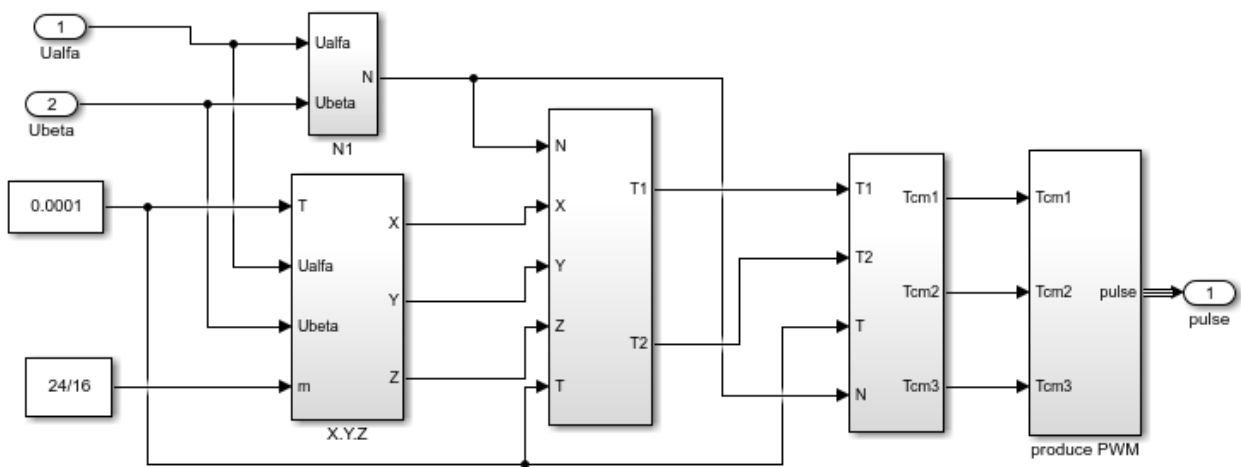 1
Ualfa
2
Ubeta
Ualfa
N
Ubeta
N1
0.0001
24/16
T
X
Ualfa
Y
Ubeta
m
Z
X.Y.Z
N
T1
X
Y
Z
T2
T
T1
Tcm1
T2
Tcm2
T
N
Tcm3
Tcm1
Tcm2
pulse
Tcm3
produce PWM
1
pulse